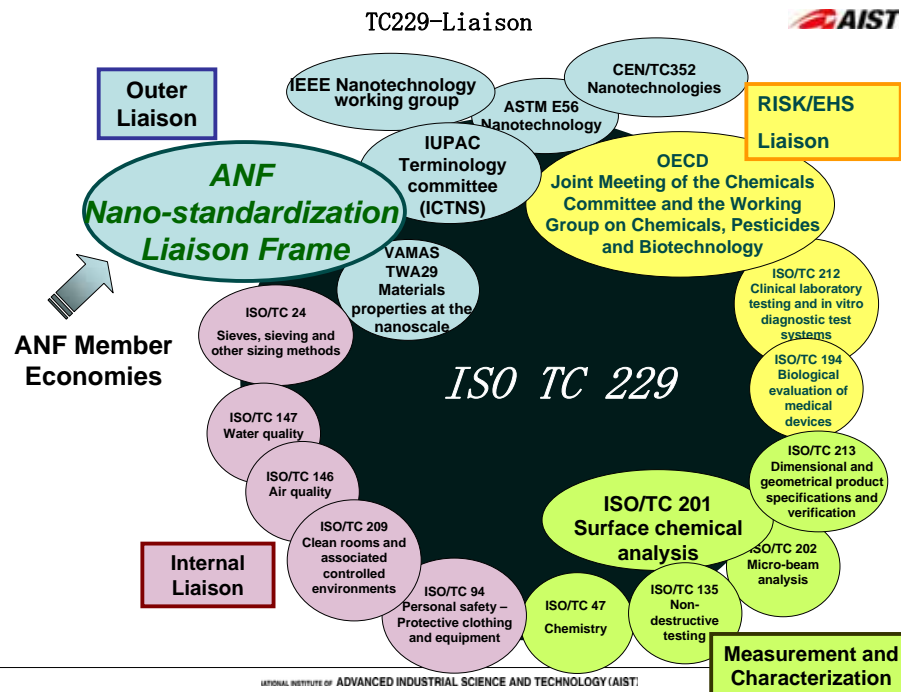 TC229-Liaison
AIST
Outer
Liaison
IEEE Nanotechnology
working group
ASTM E56
Nanotechnology
CEN/TC352
Nanotechnologies
RISK/EHS
Liaison
IUPAC
Terminology
committee
(ICTNS)
OECD
Joint Meeting of the Chemicals
Committee and the Working
Group on Chemicals, Pesticides
and Biotechnology
ANF
Nano-standardization
Liaison Frame
VAMAS
TWA29
Materials
properties at the
nanoscale
ISO/TC 212
Clinical laboratory
testing and in vitro
diagnostic test
systems
ANF Member
Economies
ISO/TC 24
Sieves, sieving and
other sizing methods
ISO TC 229
ISO/TC 194
Biological
evaluation of
medical
devices
ISO/TC 147
Water quality
ISO/TC 213
Dimensional and
geometrical product
specifications and
verification
ISO/TC 146
Air quality
ISO/TC 201
Surface chemical
analysis
ISO/TC 209
Clean rooms and
associated
controlled
environments
ISO/TC 202
Micro-beam
analysis
Internal
Liaison
ISO/TC 94
Personal safety –
Protective clothing
and equipment
ISO/TC 47
Chemistry
ISO/TC 135
Non-
destructive
testing
Measurement and
Characterization
ATIONAL INSTITUTE OF ADVANCED INDUSTRIAL SCIENCE AND TECHNOLOGY (AIST)